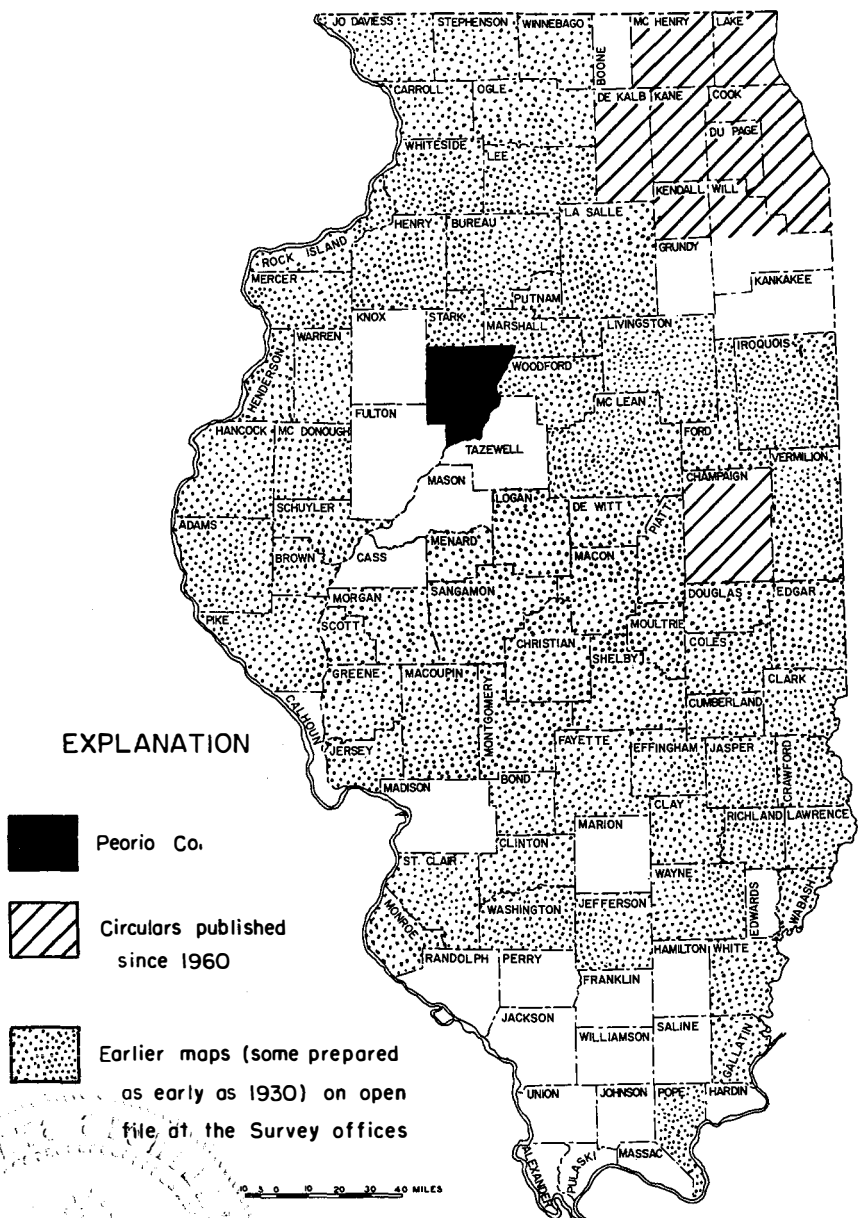 JO DAVIESS STEPHENSON WINNEBAGO BOONE MC HENRY LAKE
CARROLL OGLE DE KALB KANE COOK
DU PAGE
WHITESIDE LEE
KENDALL WILL
LA SALLE
HENRY BUREAU
ROCK ISLAND GRUNDY
MERCER KANKAKEE
PUTNAM
KNOX STARK
MARSHALL LIVINGSTON
WARREN IROQUOIS
HENDERSON WOODFORD
MC LEAN
FULTON
HANCOCK MC DONOUGH FORD
TAZEWELL VERMILION
MASON CHAMPAIGN
LOGAN
SCHUYLER DE WITT PIATT
ADAMS
MENARD
BROWN CASS MACON
MORGAN SANGAMON DOUGLAS EDGAR
PIKE
SCOTT MOULTRIE
CHRISTIAN COLES
SHELBY
GREENE MACOUPIN CLARK
CALHOUN MONTGOMERY CUMBERLAND
EXPLANATION
JERSEY FAYETTE EFFINGHAM JASPER CRAWFORD
MADISON BOND
CLAY
MARION RICHLAND LAWRENCE
Peorio Co.
CLINTON
ST. CLAIR WAYNE
EDWARDS WABASH
MONROE WASHINGTON JEFFERSON
Circulars published
since 1960
HAMILTON WHITE
RANDOLPH PERRY
FRANKLIN
JACKSON SALINE
WILLIAMSON GALLATIN
Earlier maps (some prepared
as early as 1930) on open
file at the Survey offices
UNION JOHNSON POPE HARDIN
MASSAC
ALEXANDER PULASKI
10 5 0 10 20 30 40 MILES